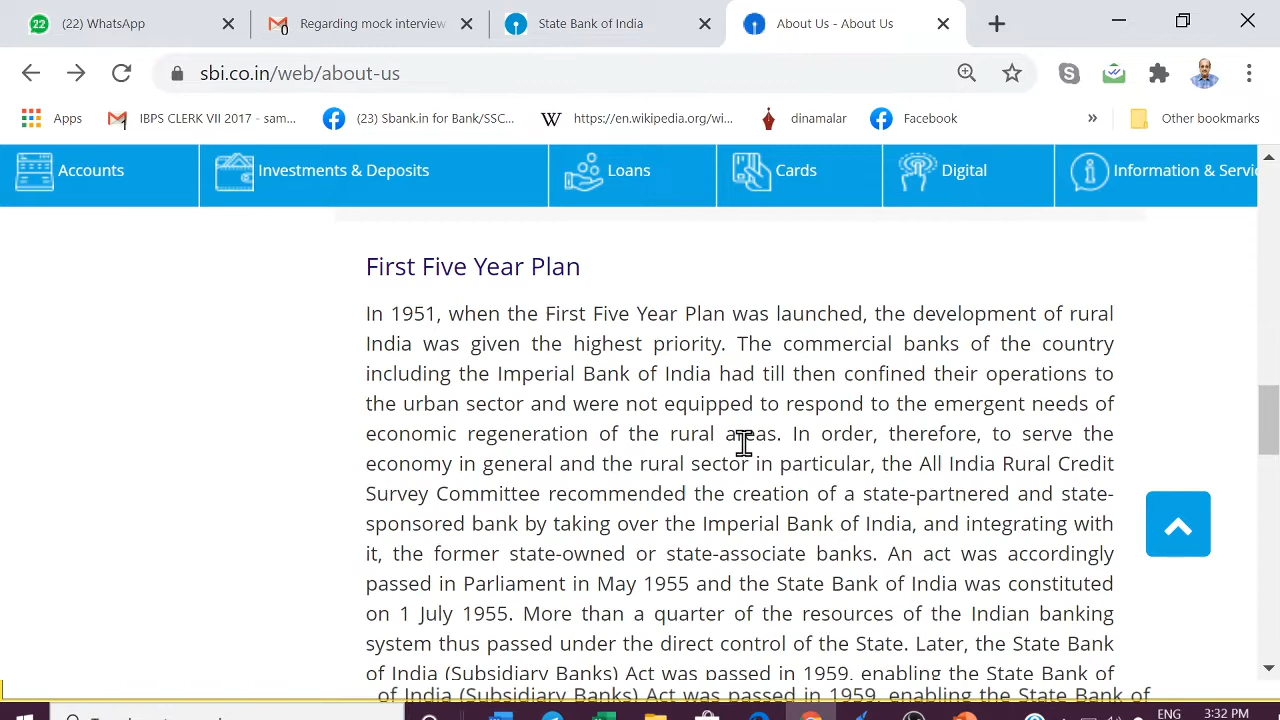 22 (22) WhatsApp
0 Regarding mock interview
State Bank of India
About Us - About Us
sbi.co.in/web/about-us
Apps
1 IBPS CLERK VII 2017 - sam...
(23) Sbank.in for Bank/SSC...
W https://en.wikipedia.org/wi...
dinamalar
Facebook
» Other bookmarks
Accounts
Investments & Deposits
Loans
Cards
Digital
Information & Servi
First Five Year Plan
In 1951, when the First Five Year Plan was launched, the development of rural
India was given the highest priority. The commercial banks of the country
including the Imperial Bank of India had till then confined their operations to
the urban sector and were not equipped to respond to the emergent needs of
economic regeneration of the rural areas. In order, therefore, to serve the
economy in general and the rural sector in particular, the All India Rural Credit
Survey Committee recommended the creation of a state-partnered and state-
sponsored bank by taking over the Imperial Bank of India, and integrating with
it, the former state-owned or state-associate banks. An act was accordingly
passed in Parliament in May 1955 and the State Bank of India was constituted
on 1 July 1955. More than a quarter of the resources of the Indian banking
system thus passed under the direct control of the State. Later, the State Bank
of India (Subsidiary Banks) Act was passed in 1959, enabling the State Bank of
of India (Subsidiary Banks) Act was passed in 1959, enabling the State Bank of
ENG
3:32 PM